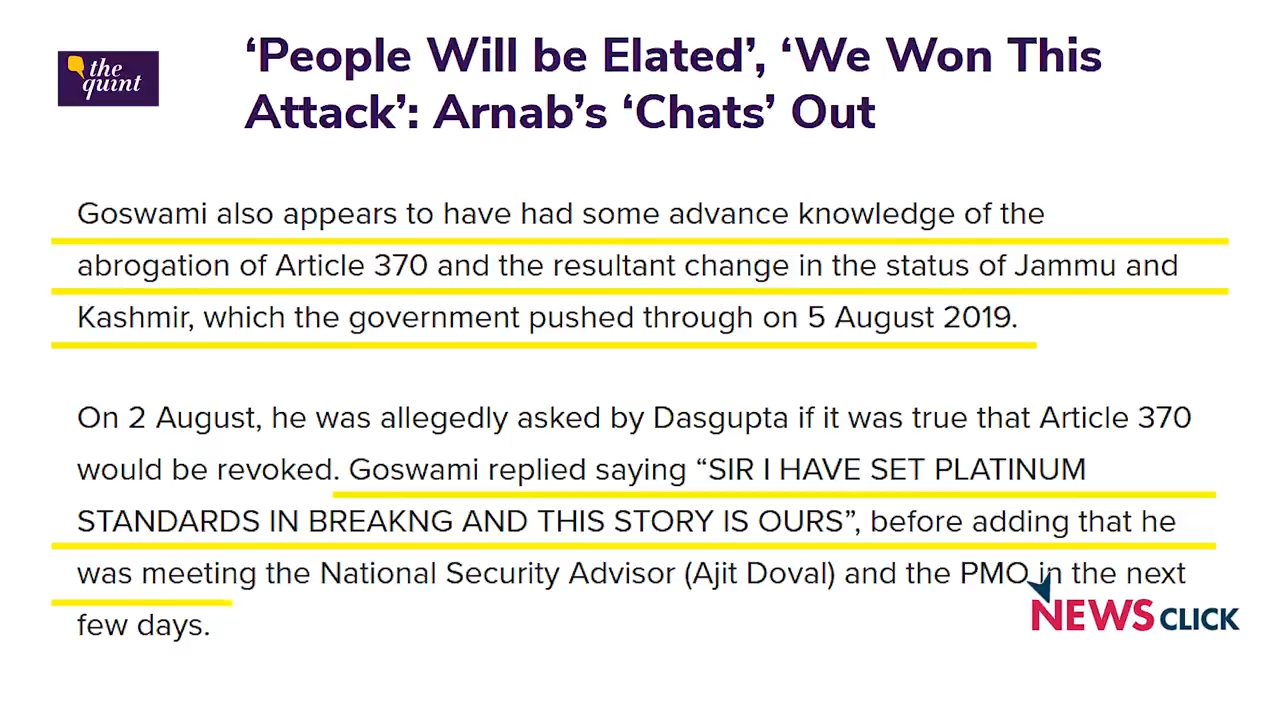 the
quint
‘People Will be Elated’, ‘We Won This
Attack’: Arnab’s ‘Chats’ Out
Goswami also appears to have had some advance knowledge of the
abrogation of Article 370 and the resultant change in the status of Jammu and
Kashmir, which the government pushed through on 5 August 2019.
On 2 August, he was allegedly asked by Dasgupta if it was true that Article 370
would be revoked. Goswami replied saying “SIR I HAVE SET PLATINUM
STANDARDS IN BREAKNG AND THIS STORY IS OURS”, before adding that he
was meeting the National Security Advisor (Ajit Doval) and the PMO in the next
few days.
NEWSCLICK